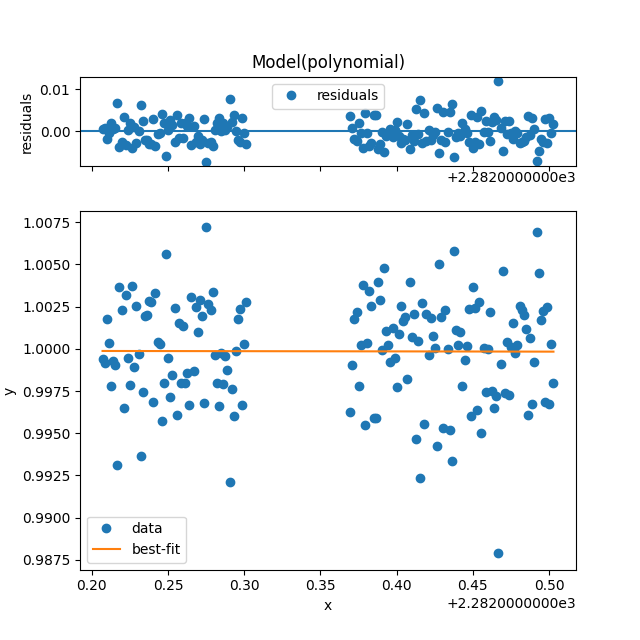 Model(polynomial)
residuals
0.01
0.00
residuals
+2.2820000000e3
y
1.0075
1.0050
1.0025
1.0000
0.9975
0.9950
0.9925
0.9900
0.9875
data
best-fit
0.20 0.25 0.30 0.35 0.40 0.45 0.50
x
+2.2820000000e3